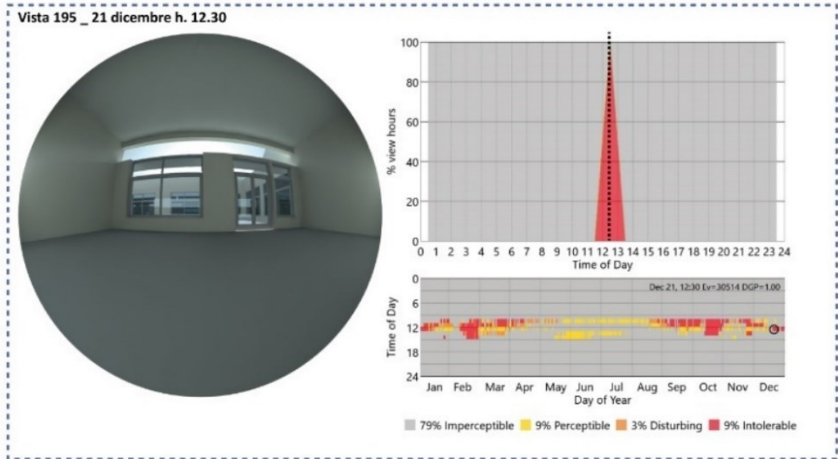 Vista 195 _ 21 dicembre h. 12.30
100
80
60
40
20
0
% view hours
0 1 2 3 4 5 6 7 8 9 10 11 12 13 14 15 16 17 18 19 20 21 22 23 24
Time of Day
Dec 21, 12:30 Ev=30514 DGP=1.00
0
6
12
18
24
Time of Day
Jan Feb Mar Apr May Jun Jul Aug Sep Oct Nov Dec
Day of Year
79% Imperceptible 9% Perceptible 3% Disturbing 9% Intolerable